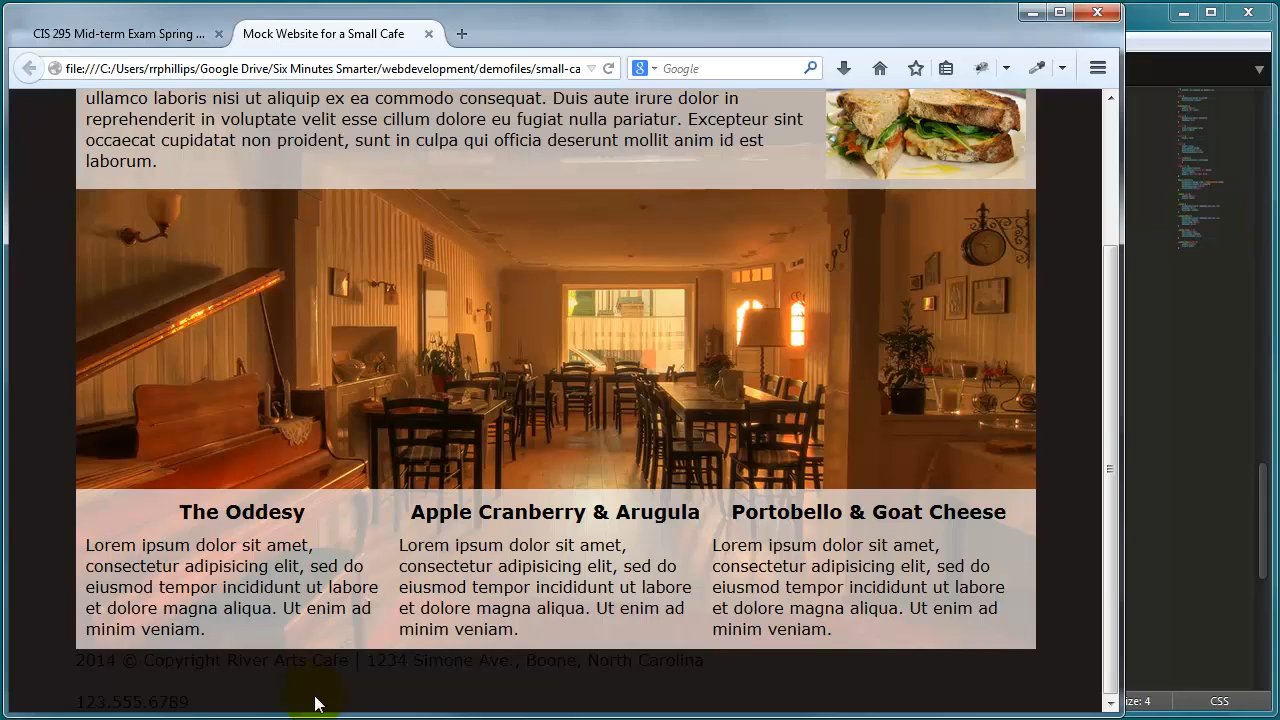 CIS 295 Mid-term Exam Spring ...
Mock Website for a Small Cafe
file:///C:/Users/rrphillips/Google Drive/Six Minutes Smarter/webdevelopment/demofiles/small-ca
Google
ullamco laboris nisi ut aliquip ex ea commodo consequat. Duis aute irure dolor in
reprehenderit in voluptate velit esse cillum dolore eu fugiat nulla pariatur. Excepteur sint
occaecat cupidatat non proident, sunt in culpa qui officia deserunt mollit anim id est
laborum.
The Oddesy
Lorem ipsum dolor sit amet,
consectetur adipisicing elit, sed do
eiusmod tempor incididunt ut labore
et dolore magna aliqua. Ut enim ad
minim veniam.
Apple Cranberry & Arugula
Lorem ipsum dolor sit amet,
consectetur adipisicing elit, sed do
eiusmod tempor incididunt ut labore
et dolore magna aliqua. Ut enim ad
minim veniam.
Portobello & Goat Cheese
Lorem ipsum dolor sit amet,
consectetur adipisicing elit, sed do
eiusmod tempor incididunt ut labore
et dolore magna aliqua. Ut enim ad
minim veniam.
2014 © Copyright River Arts Cafe | 1234 Simone Ave., Boone, North Carolina
123.555.6789
ize: 4
CSS